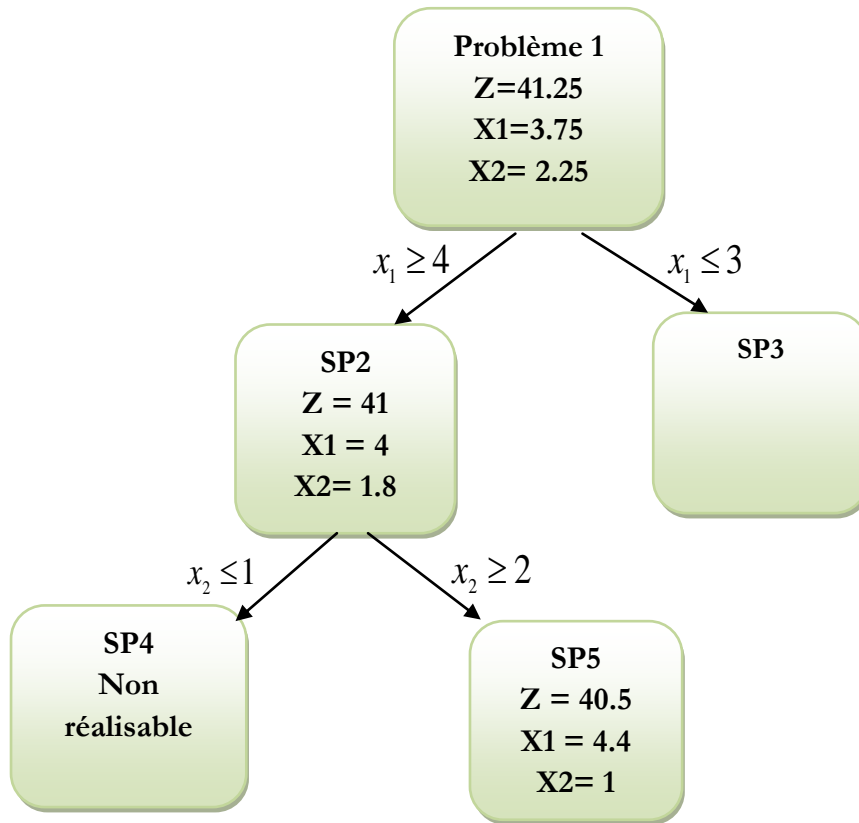 Problème 1
Z=41.25
X1=3.75
X2= 2.25
x₁ ≥ 4
x₁ ≤ 3
SP2
Z = 41
X1 = 4
X2= 1.8
SP3
x₂ ≤1
x₂ ≥ 2
SP4
Non
réalisable
SP5
Z = 40.5
X1 = 4.4
X2= 1